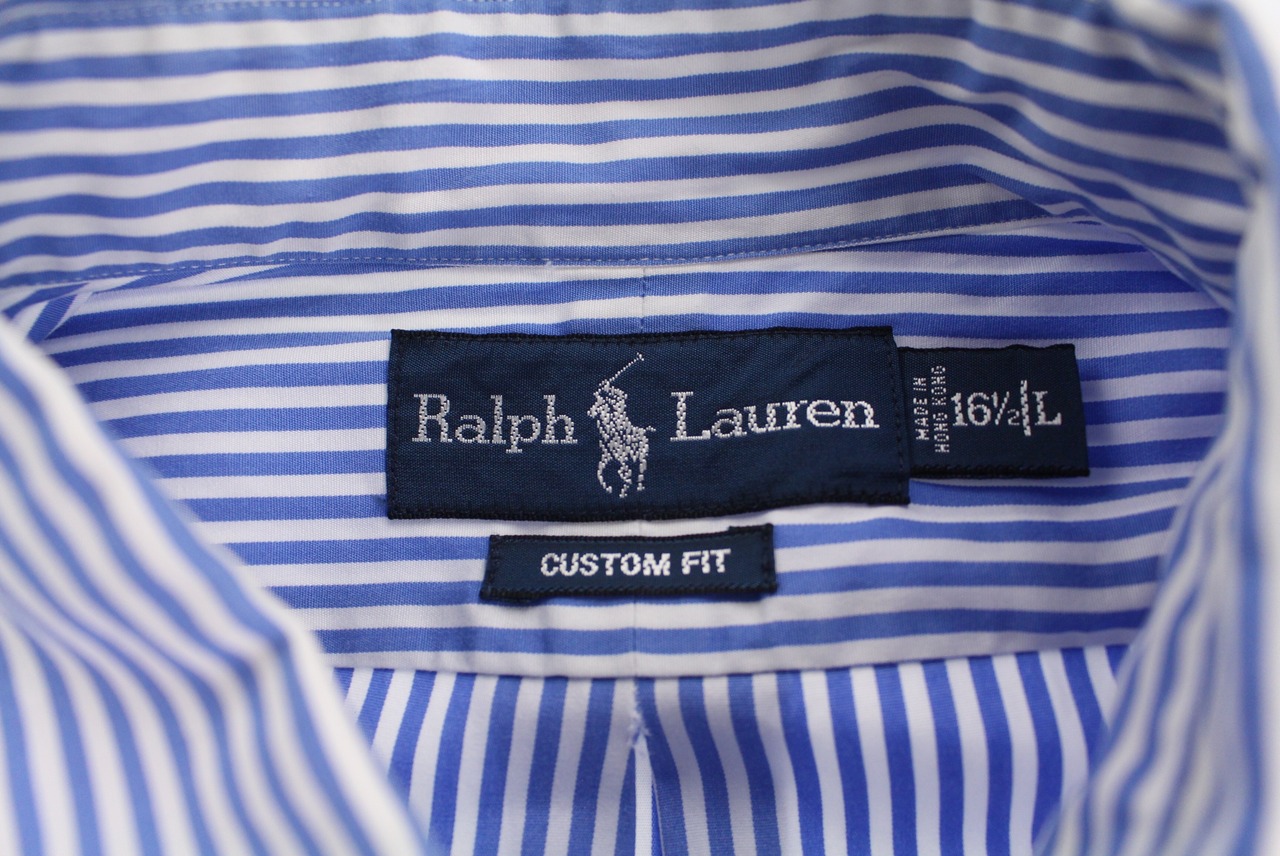 Ralph Lauren
MADE IN
HONG KONG
16½ L
CUSTOM FIT